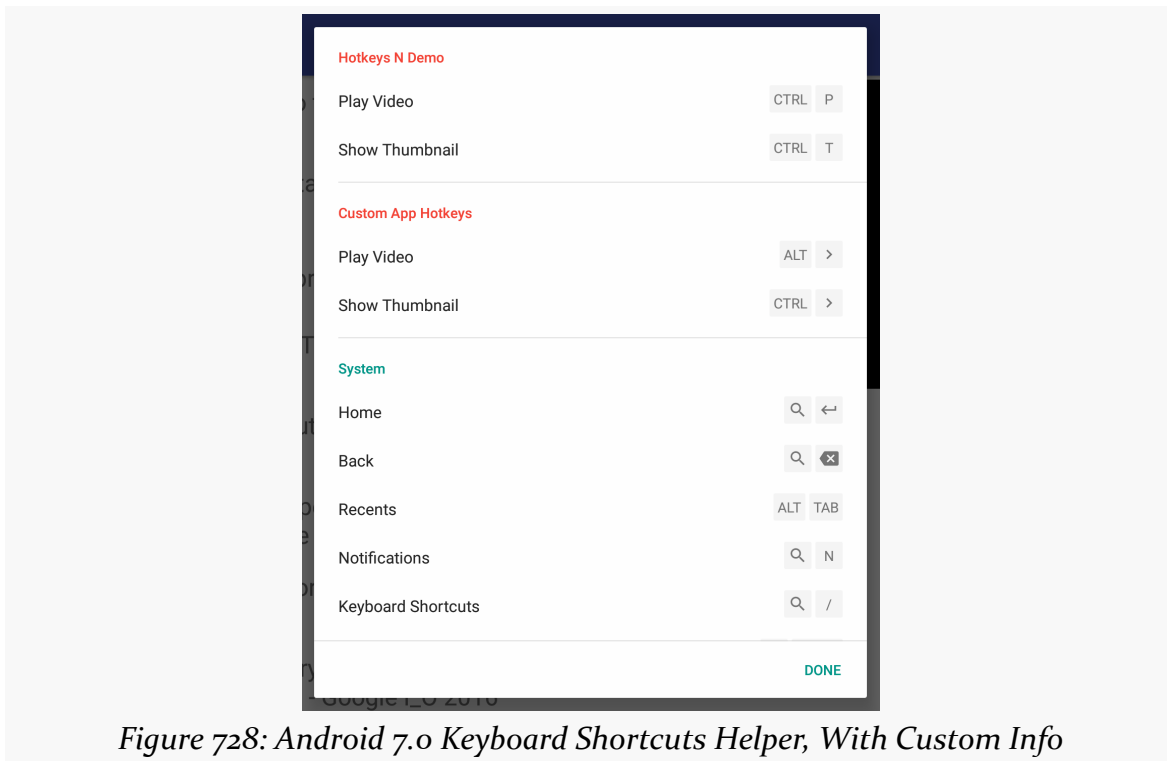 Hotkeys N Demo
Play Video CTRL P
Show Thumbnail CTRL T
Custom App Hotkeys
Play Video ALT >
Show Thumbnail CTRL >
System
Home
Back
Recents ALT TAB
Notifications N
Keyboard Shortcuts /
DONE
- Google I_O 2016
Figure 728: Android 7.0 Keyboard Shortcuts Helper, With Custom Info